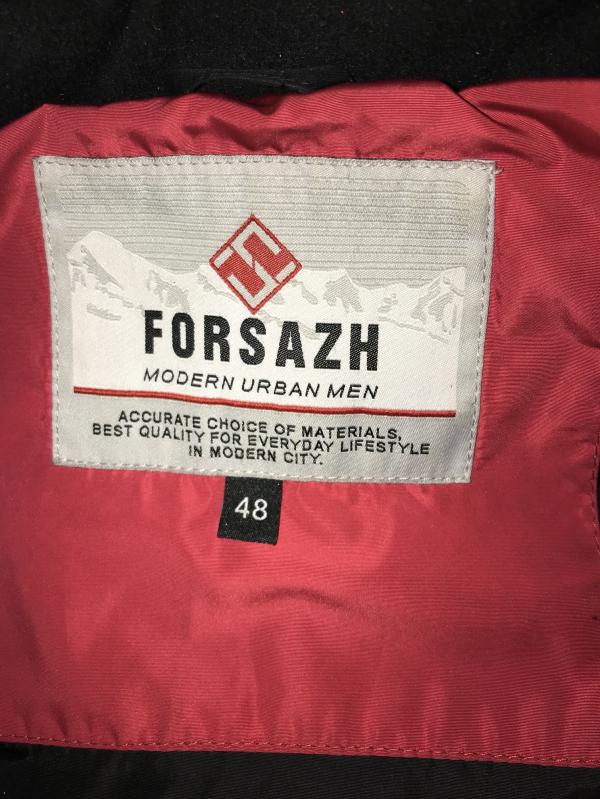 FORSAZH
MODERN URBAN MEN
ACCURATE CHOICE OF MATERIALS,
BEST QUALITY FOR EVERYDAY LIFESTYLE
IN MODERN CITY.
48